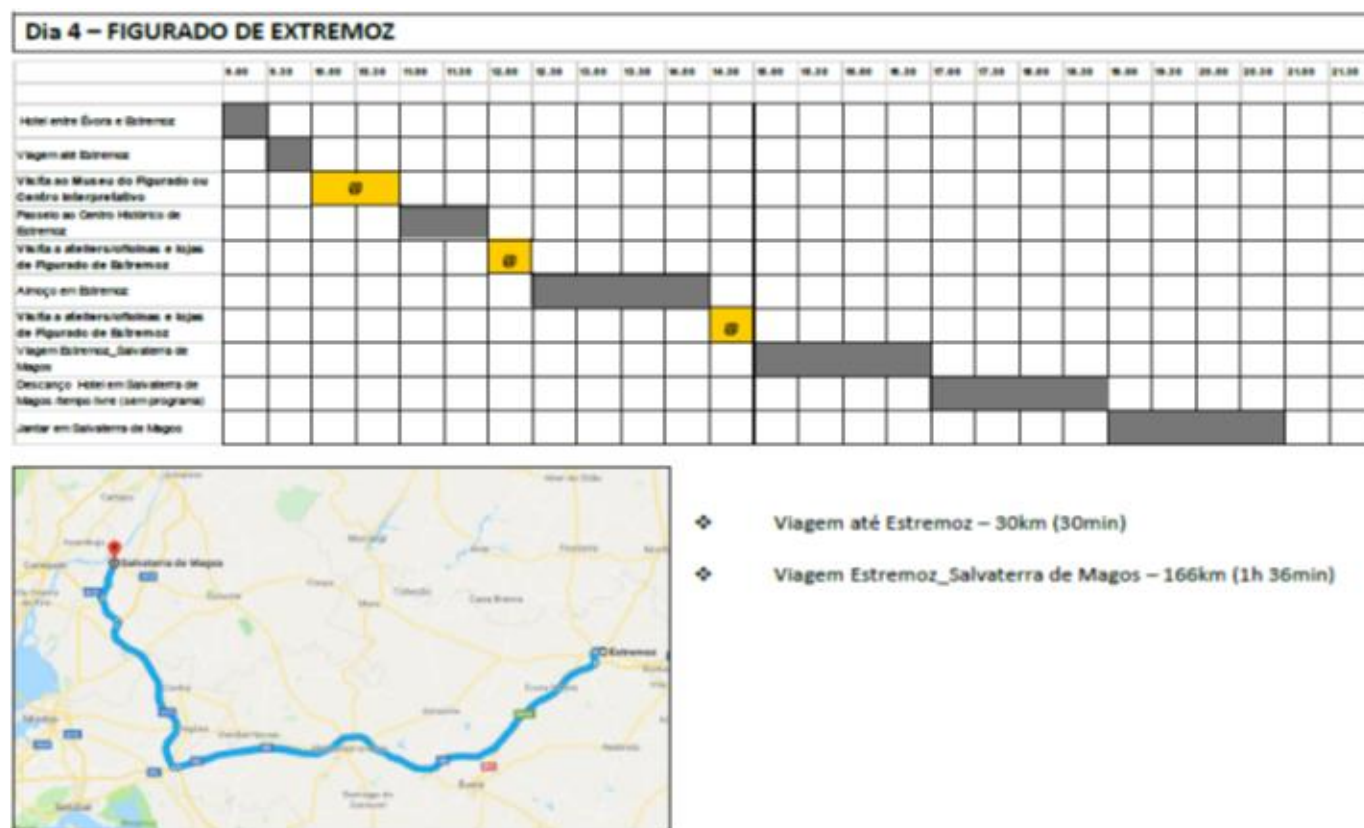 Dia 4 – FIGURADO DE EXTREMOZ
9.00 9.30 10.00 10.30 11.00 11.30 12.00 12.30 13.00 13.30 14.00 14.30 15.00 15.30 16.00 16.30 17.00 17.30 18.00 18.30 19.00 19.30 20.00 20.30 21.00 21.30
Hotel entre Évora e Estremoz
Viagem até Estremoz
Visita ao Museu do Figurado ou
Centro Interpretativo
@
Passeio ao Centro Histórico de
Estremoz
Visita a ateliers/oficinas e lojas
de Figurado de Estremoz
@
Almoço em Estremoz
Visita a ateliers/oficinas e lojas
de Figurado de Estremoz
@
Viagem Estremoz_Salvaterra de
Magos
Descanço Hotel em Salvaterra de
Magos /tempo livre (sem programa)
Jantar em Salvaterra de Magos
❖ Viagem até Estremoz – 30km (30min)
❖ Viagem Estremoz_Salvaterra de Magos – 166km (1h 36min)
Salvaterra de Magos
Estremoz
Évora
Setúbal